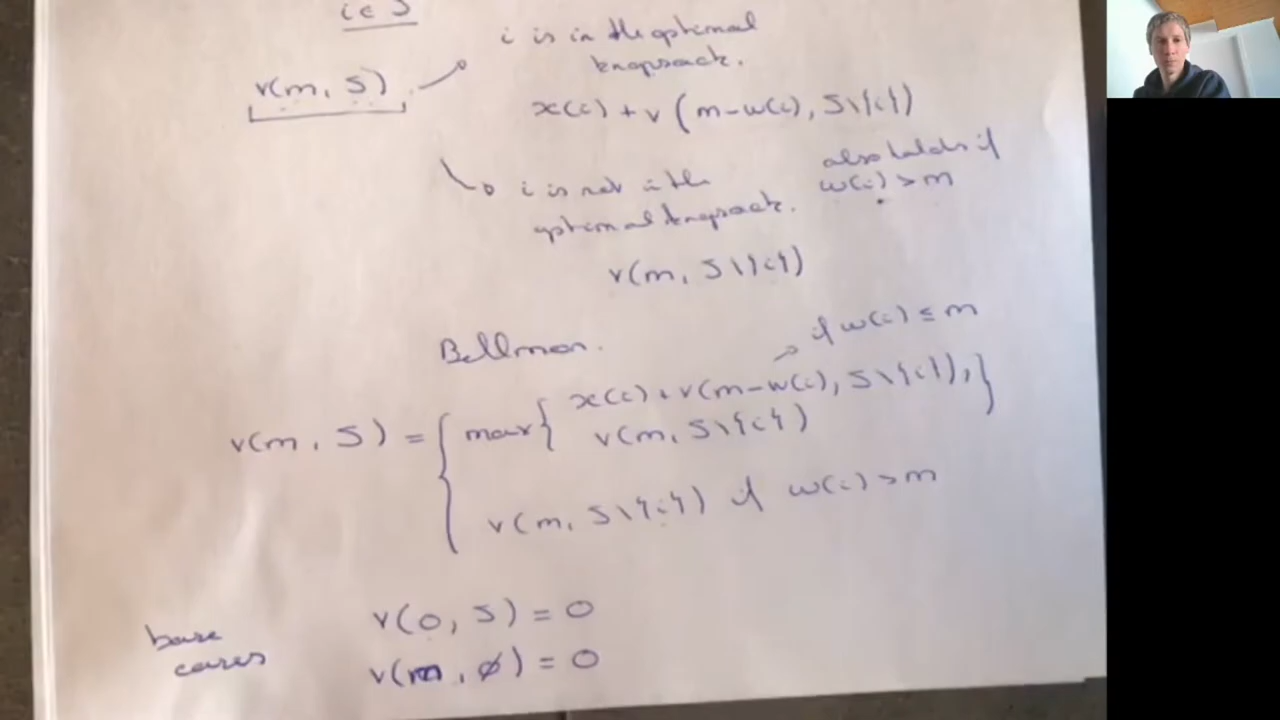 i ∈ S
i is in the optimal
knapsack.
v(m, S)
x(i) + v(m-w(i), S\{i})
also holds if
w(i) > m
i is not in the
optimal knapsack.
v(m, S\{i})
Bellman.
if w(i) ≤ m
v(m, S) = { max { x(i) + v(m-w(i), S\{i}),
v(m, S\{i}) }
v(m, S\{i}) if w(i) > m
base
cases
v(0, S) = 0
v(m, ∅) = 0